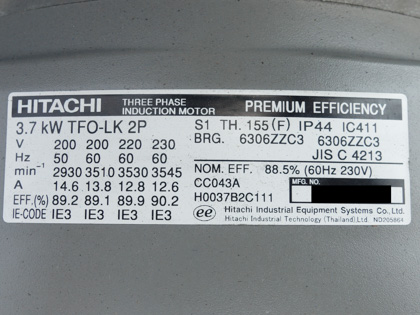 HITACHI THREE PHASE INDUCTION MOTOR PREMIUM EFFICIENCY
3.7 kW TFO-LK 2P
V 200 200 220 230
Hz 50 60 60 60
min⁻¹ 2930 3510 3530 3545
A 14.6 13.8 12.8 12.6
EFF.(%) 89.2 89.1 89.9 90.2
IE-CODE IE3 IE3 IE3 IE3
S1 TH. 155(F) IP44 IC411
BRG. 6306ZZC3 6306ZZC3
JIS C 4213
NOM. EFF. 88.5% (60Hz 230V)
CC043A MFG. NO.
H0037B2C111
ee Hitachi Industrial Equipment Systems Co., Ltd.
Hitachi Industrial Technology (Thailand), Ltd. ND265864